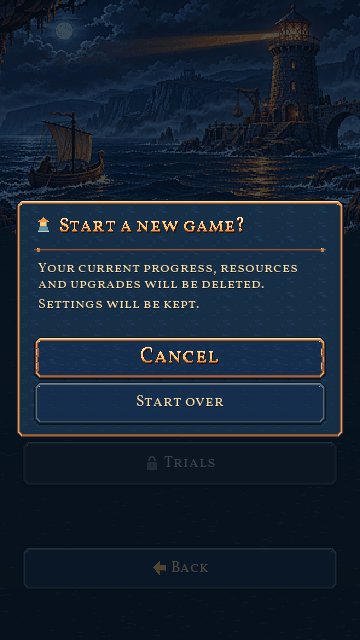 Start a new game?
Your current progress, resources
and upgrades will be deleted.
Settings will be kept.
Cancel
Start over
Trials
Back